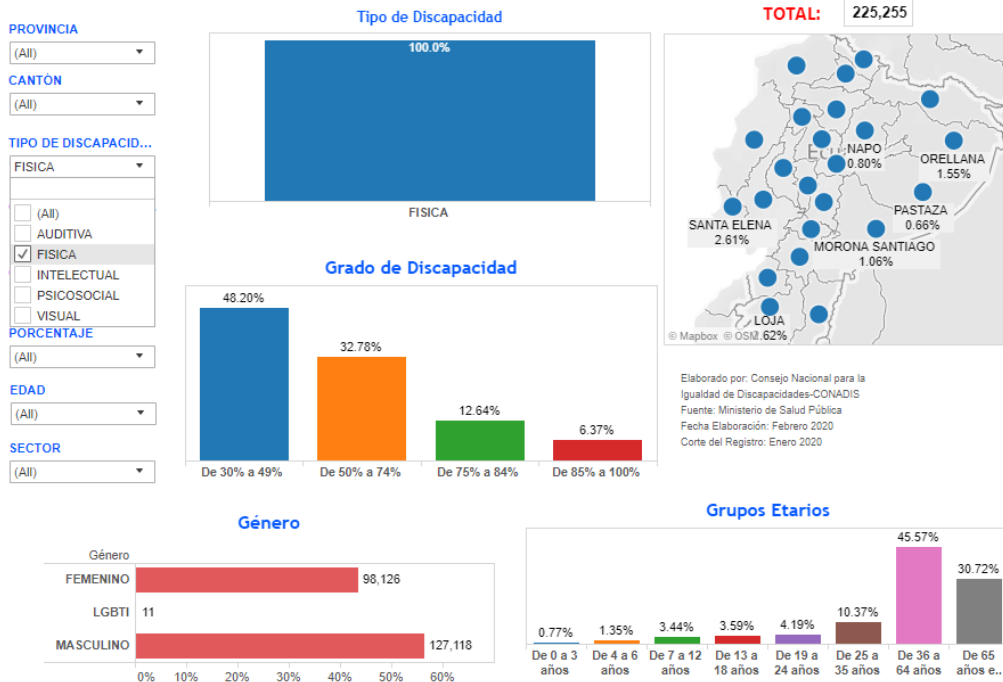 PROVINCIA
(All)
CANTÓN
(All)
TIPO DE DISCAPACID...
FISICA
(All)
AUDITIVA
FISICA
INTELECTUAL
PSICOSOCIAL
VISUAL
PORCENTAJE
(All)
EDAD
(All)
SECTOR
(All)
Tipo de Discapacidad
100.0%
FISICA
TOTAL: 225,255
NAPO
0.80%
ORELLANA
1.55%
PASTAZA
0.66%
SANTA ELENA
2.61%
MORONA SANTIAGO
1.06%
LOJA
.62%
© Mapbox © OSM
Grado de Discapacidad
48.20%
32.78%
12.64%
6.37%
De 30% a 49% De 50% a 74% De 75% a 84% De 85% a 100%
Elaborado por: Consejo Nacional para la
Igualdad de Discapacidades-CONADIS
Fuente: Ministerio de Salud Pública
Fecha Elaboración: Febrero 2020
Corte del Registro: Enero 2020
Género
Género
FEMENINO 98,126
LGBTI 11
MASCULINO 127,118
0% 10% 20% 30% 40% 50% 60%
Grupos Etarios
0.77% 1.35% 3.44% 3.59% 4.19% 10.37% 45.57% 30.72%
De 0 a 3 De 4 a 6 De 7 a 12 De 13 a De 19 a De 25 a De 36 a De 65
años años años 18 años 24 años 35 años 64 años años e..